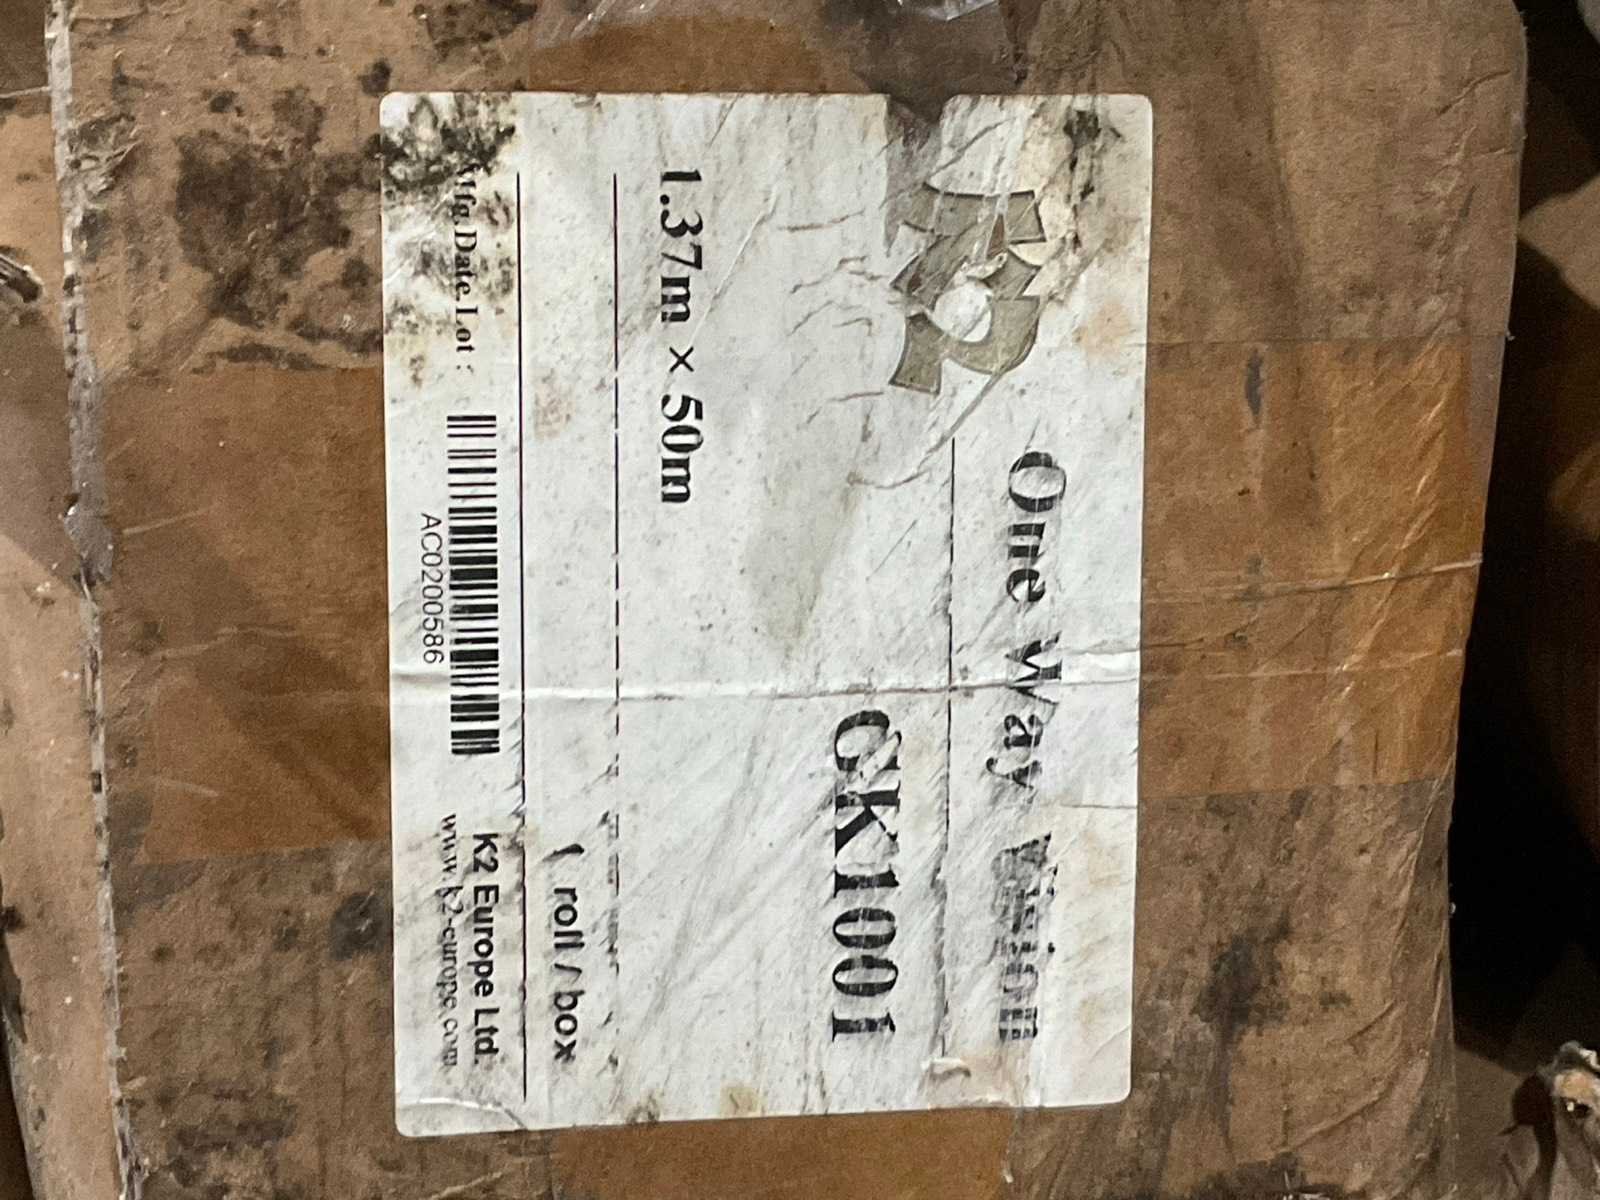 One Way Vision
GK1001
1.37m × 50m
1 roll / box
Mfg.Date.Lot :
AC0200586
K2 Europe Ltd.
www.k2-europe.com